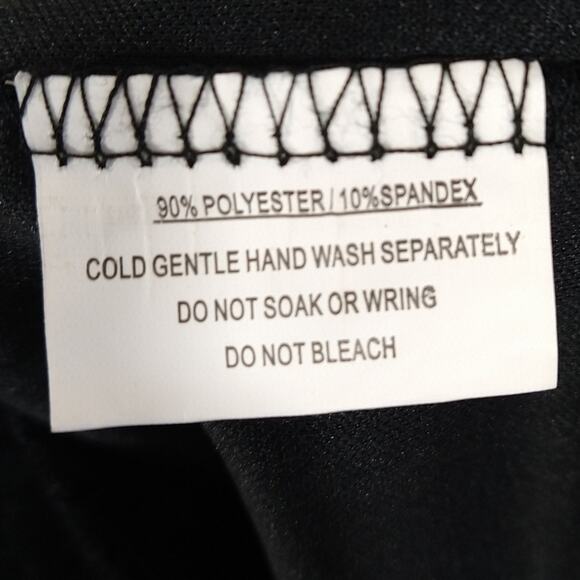 90% POLYESTER/10%SPANDEX
COLD GENTLE HAND WASH SEPARATELY
DO NOT SOAK OR WRING
DO NOT BLEACH